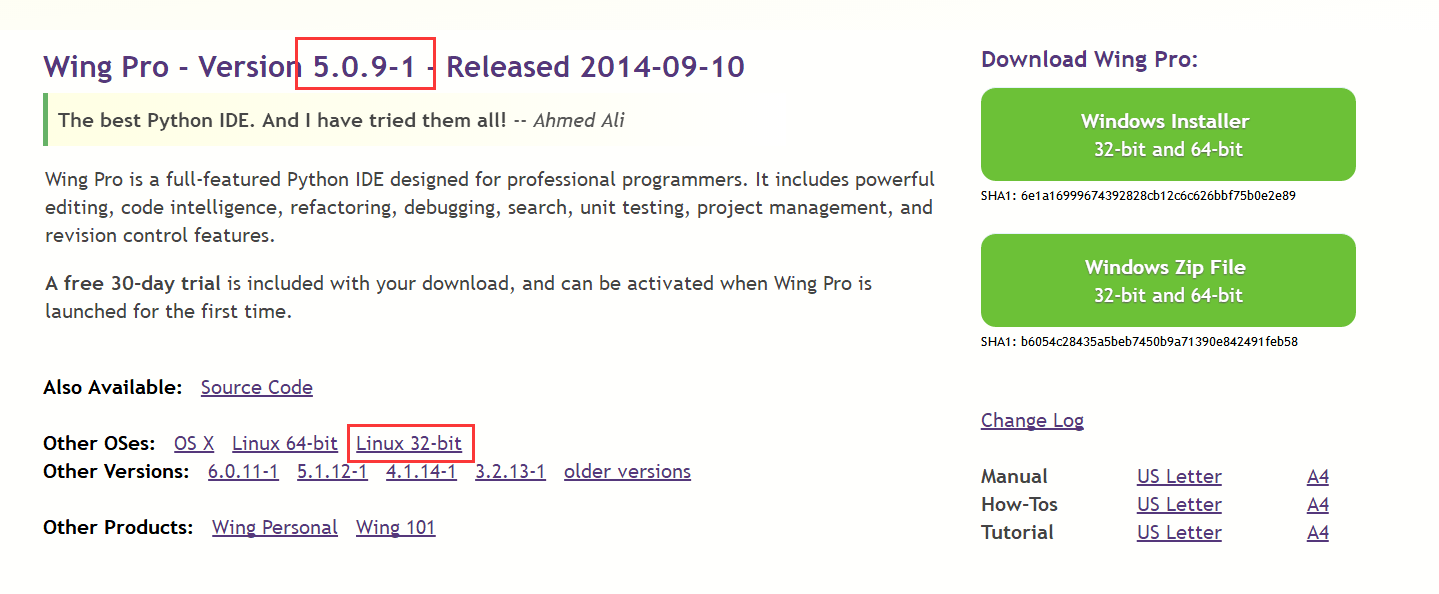 Wing Pro - Version 5.0.9-1 - Released 2014-09-10
The best Python IDE. And I have tried them all! -- Ahmed Ali
Wing Pro is a full-featured Python IDE designed for professional programmers. It includes powerful
editing, code intelligence, refactoring, debugging, search, unit testing, project management, and
revision control features.
A free 30-day trial is included with your download, and can be activated when Wing Pro is
launched for the first time.
Also Available: Source Code
Other OSes: OS X Linux 64-bit Linux 32-bit
Other Versions: 6.0.11-1 5.1.12-1 4.1.14-1 3.2.13-1 older versions
Other Products: Wing Personal Wing 101
Download Wing Pro:
Windows Installer
32-bit and 64-bit
SHA1: 6e1a16999674392828cb12c6c626bbf75b0e2e89
Windows Zip File
32-bit and 64-bit
SHA1: b6054c28435a5beb7450b9a71390e842491feb58
Change Log
Manual US Letter A4
How-Tos US Letter A4
Tutorial US Letter A4